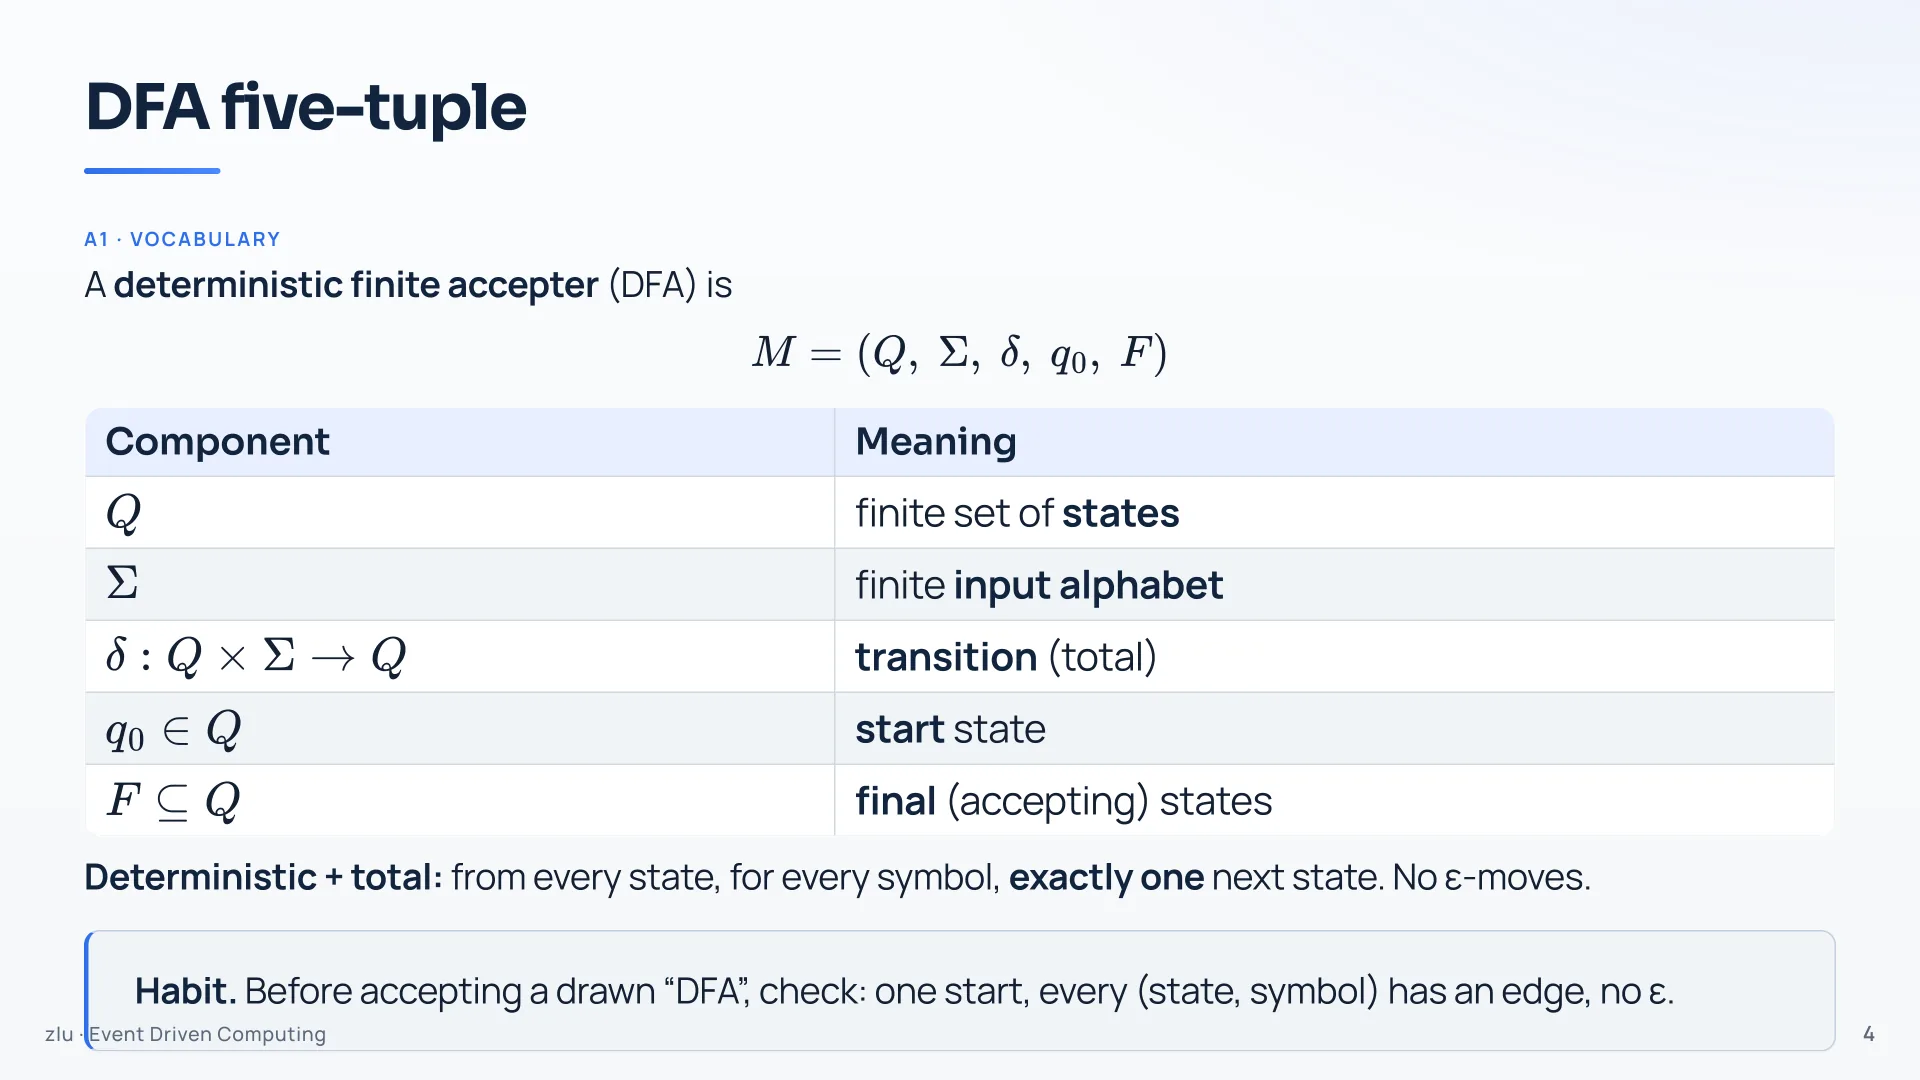 DFA five-tuple
A1 · VOCABULARY
A deterministic finite accepter (DFA) is
M = (Q, Σ, δ, q₀, F)
Component Meaning
Q finite set of states
Σ finite input alphabet
δ : Q × Σ → Q transition (total)
q₀ ∈ Q start state
F ⊆ Q final (accepting) states
Deterministic + total: from every state, for every symbol, exactly one next state. No ε-moves.
Habit. Before accepting a drawn “DFA”, check: one start, every (state, symbol) has an edge, no ε.
zlu · Event Driven Computing
4